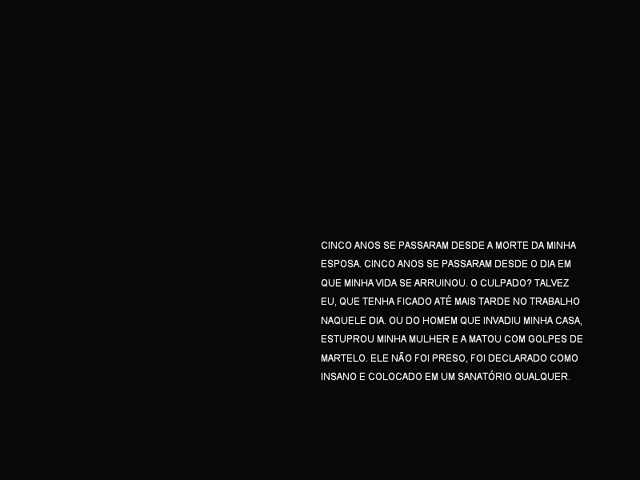 CINCO ANOS SE PASSARAM DESDE A MORTE DA MINHA
ESPOSA. CINCO ANOS SE PASSARAM DESDE O DIA EM
QUE MINHA VIDA SE ARRUINOU. O CULPADO? TALVEZ
EU, QUE TENHA FICADO ATÉ MAIS TARDE NO TRABALHO
NAQUELE DIA. OU DO HOMEM QUE INVADIU MINHA CASA,
ESTUPROU MINHA MULHER E A MATOU COM GOLPES DE
MARTELO. ELE NÃO FOI PRESO, FOI DECLARADO COMO
INSANO E COLOCADO EM UM SANATÓRIO QUALQUER.